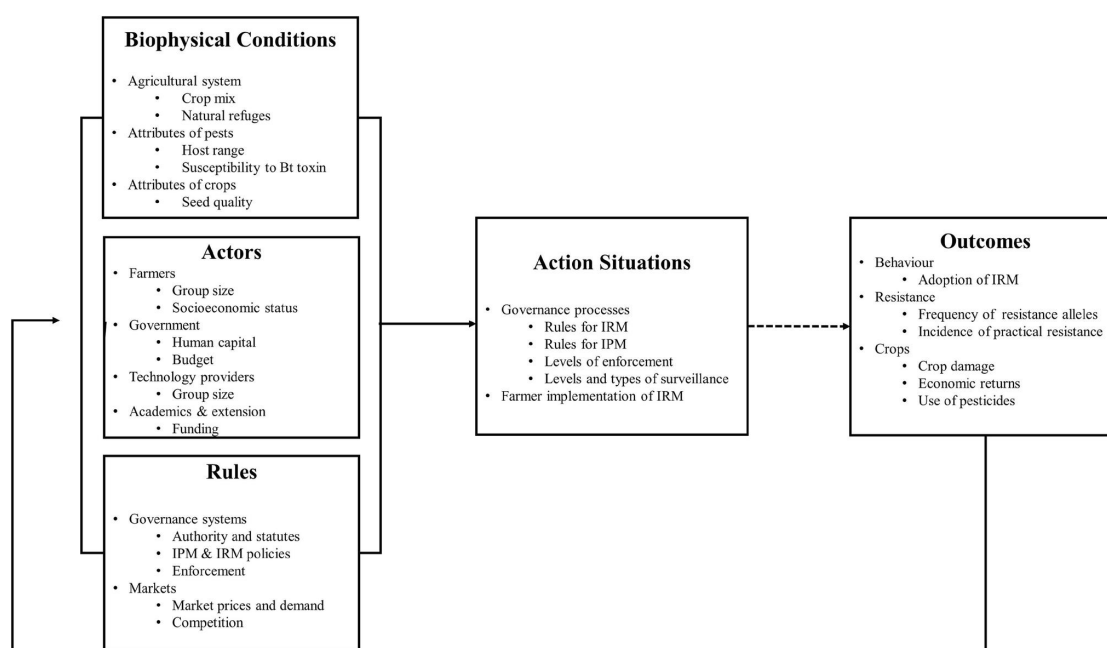 Biophysical Conditions
• Agricultural system
• Crop mix
• Natural refuges
• Attributes of pests
• Host range
• Susceptibility to Bt toxin
• Attributes of crops
• Seed quality
Actors
• Farmers
• Group size
• Socioeconomic status
• Government
• Human capital
• Budget
• Technology providers
• Group size
• Academics & extension
• Funding
Rules
• Governance systems
• Authority and statutes
• IPM & IRM policies
• Enforcement
• Markets
• Market prices and demand
• Competition
Action Situations
• Governance processes
• Rules for IRM
• Rules for IPM
• Levels of enforcement
• Levels and types of surveillance
• Farmer implementation of IRM
Outcomes
• Behaviour
• Adoption of IRM
• Resistance
• Frequency of resistance alleles
• Incidence of practical resistance
• Crops
• Crop damage
• Economic returns
• Use of pesticides